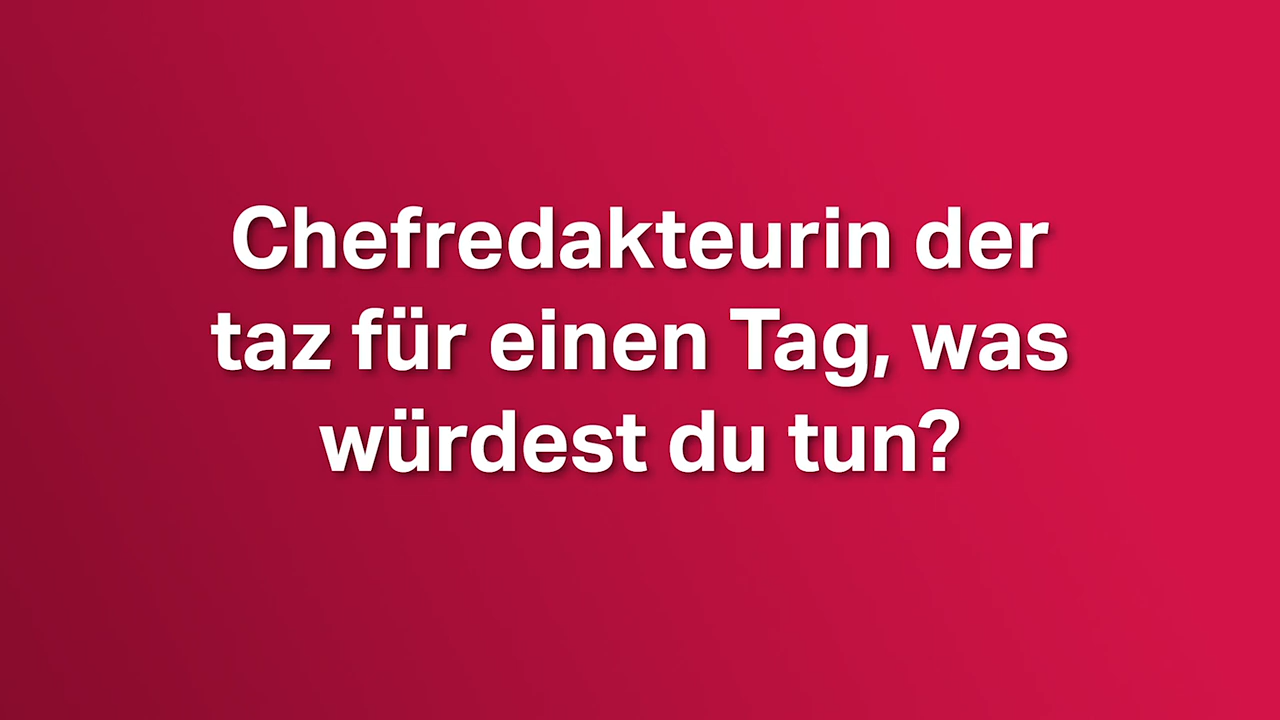 Chefredakteurin der
taz für einen Tag, was
würdest du tun?